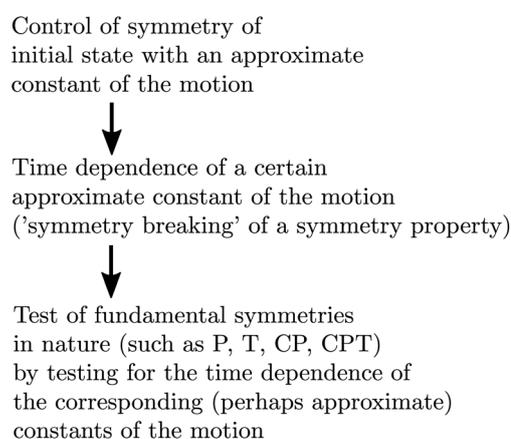 Control of symmetry of
initial state with an approximate
constant of the motion
Time dependence of a certain
approximate constant of the motion
('symmetry breaking' of a symmetry property)
Test of fundamental symmetries
in nature (such as P, T, CP, CPT)
by testing for the time dependence of
the corresponding (perhaps approximate)
constants of the motion